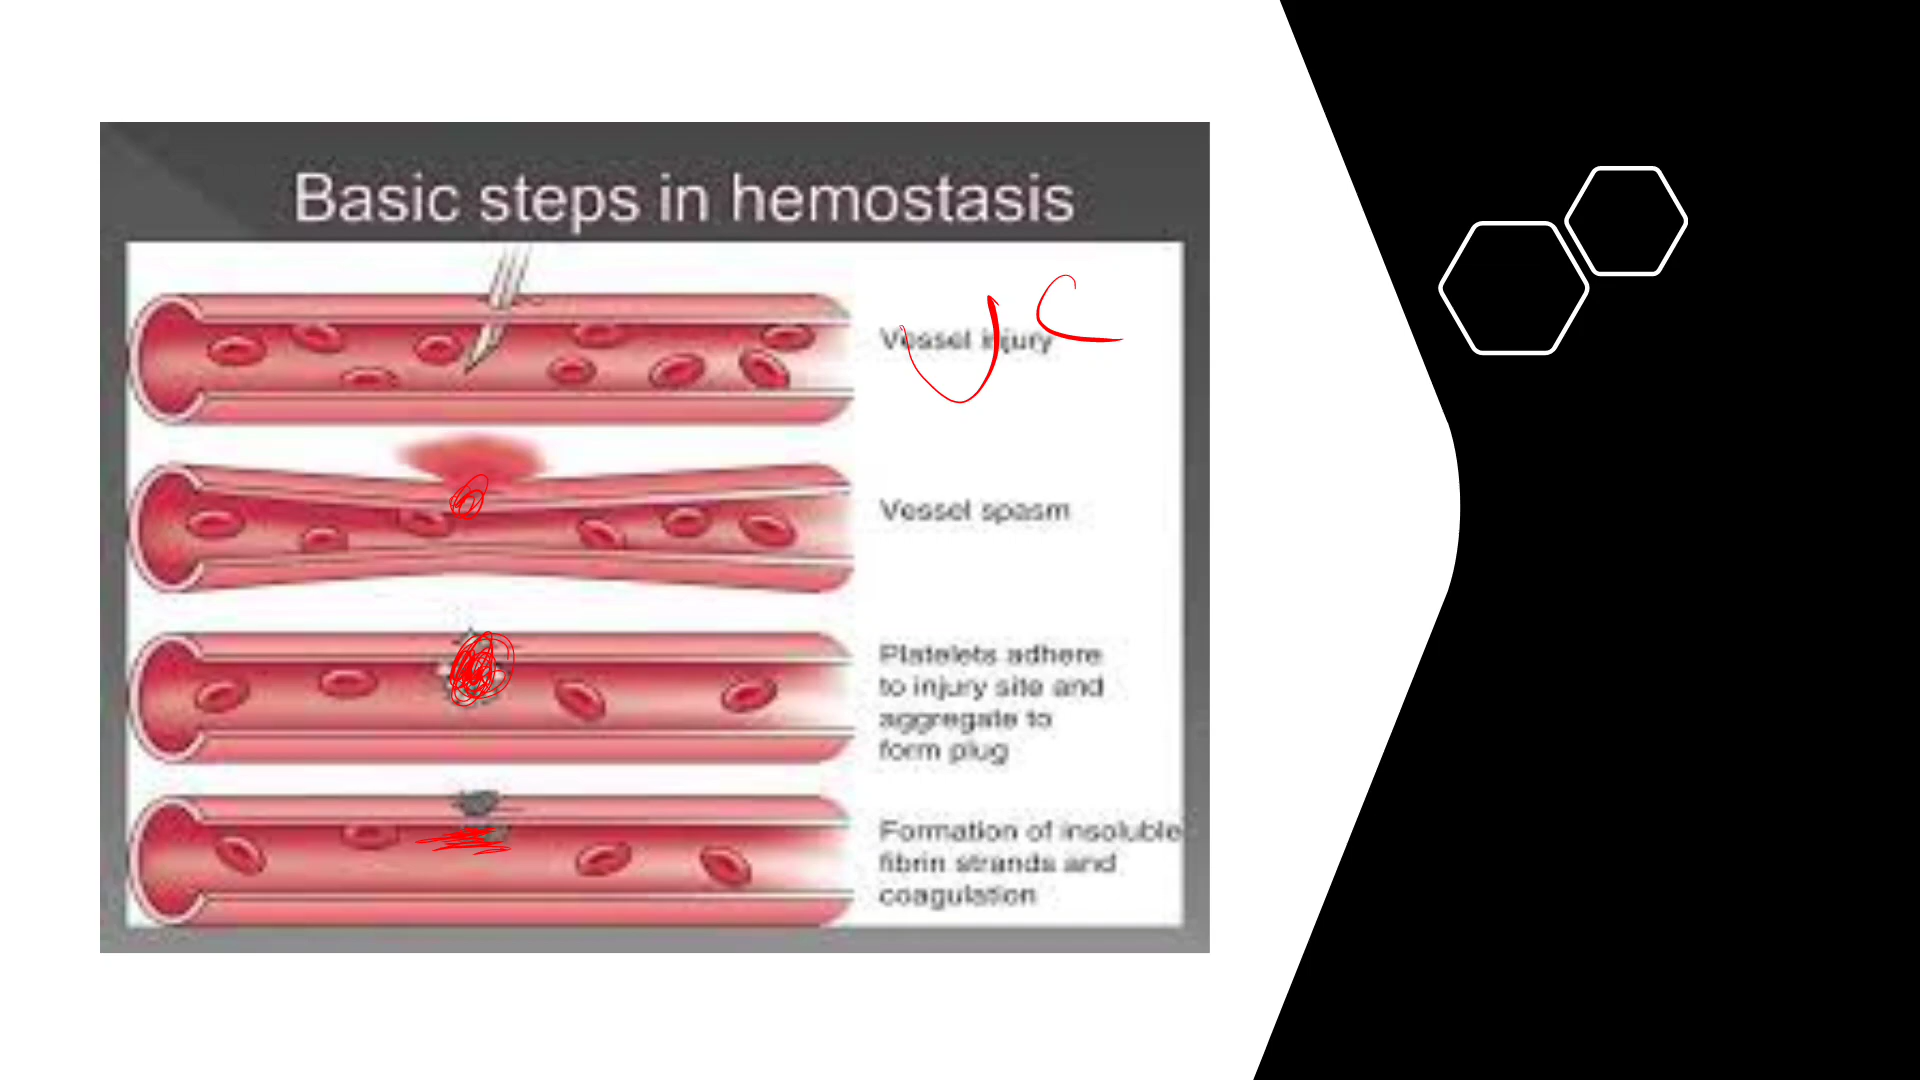 Basic steps in hemostasis
Vessel injury
Vessel spasm
Platelets adhere
to injury site and
aggregate to
form plug
Formation of insoluble
fibrin strands and
coagulation